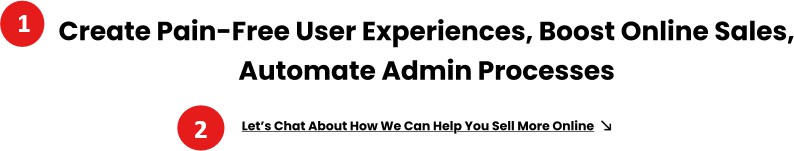 1 Create Pain-Free User Experiences, Boost Online Sales,
Automate Admin Processes
2 Let's Chat About How We Can Help You Sell More Online ↘